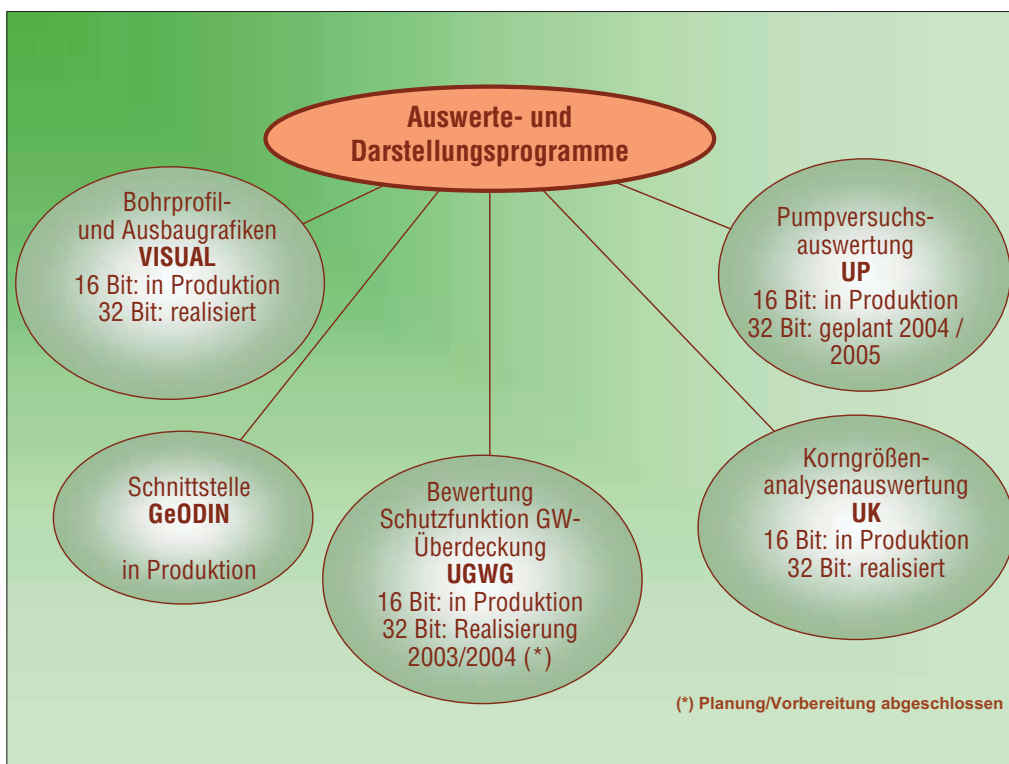 Auswerte- und
Darstellungsprogramme
Bohrprofil-
und Ausbaugrafiken
VISUAL
16 Bit: in Produktion
32 Bit: realisiert
Pumpversuchs-
auswertung
UP
16 Bit: in Produktion
32 Bit: geplant 2004 /
2005
Schnittstelle
GeODIN
in Produktion
Bewertung
Schutzfunktion GW-
Überdeckung
UGWG
16 Bit: in Produktion
32 Bit: Realisierung
2003/2004 (*)
Korngrößen-
analysenauswertung
UK
16 Bit: in Produktion
32 Bit: realisiert
(*) Planung/Vorbereitung abgeschlossen